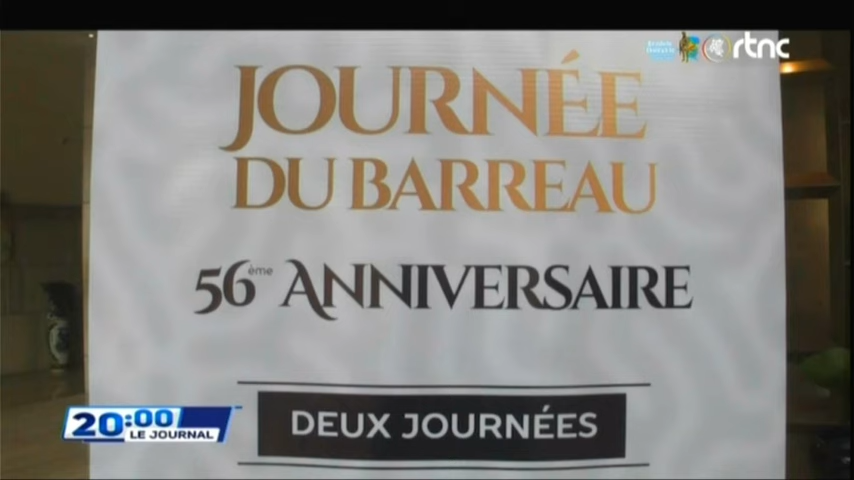 rtnc
JOURNÉE
DU BARREAU
56ème ANNIVERSAIRE
DEUX JOURNÉES
20:00
LE JOURNAL